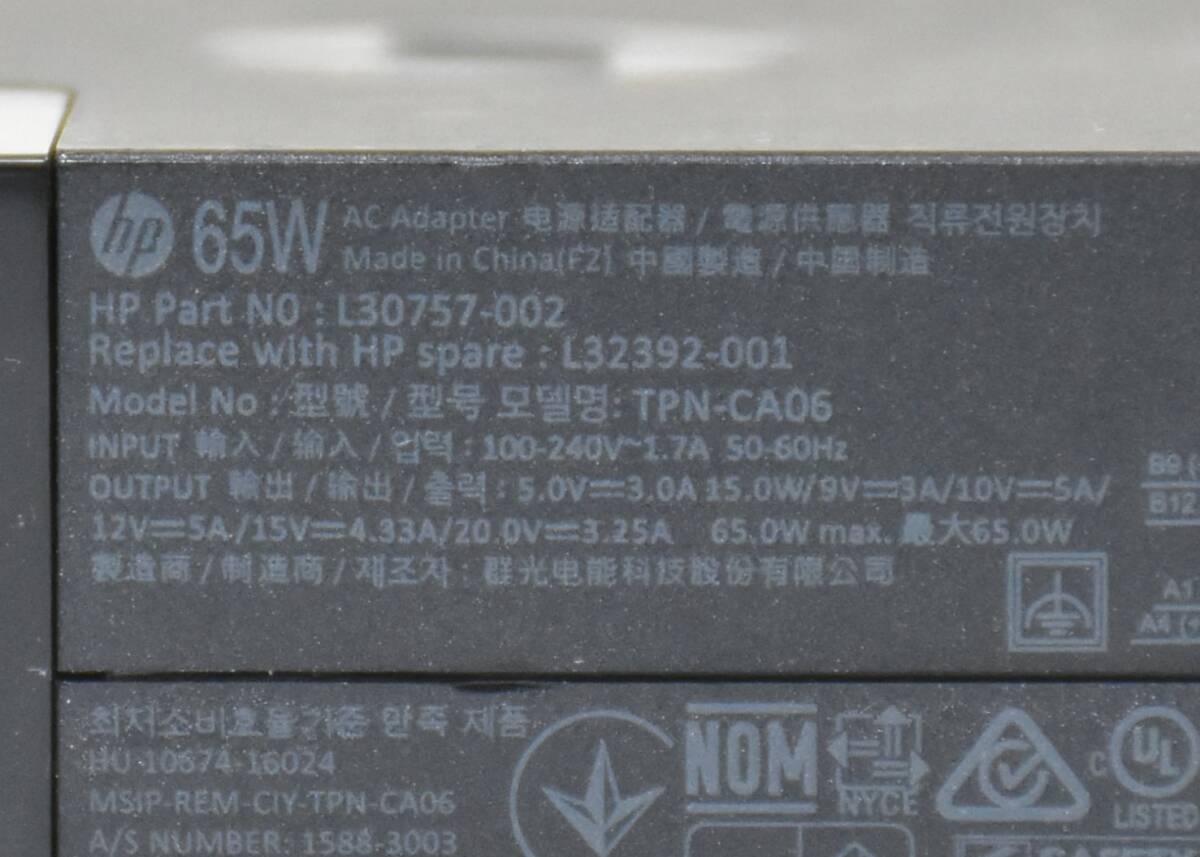 hp 65W AC Adapter 电源适配器 / 電源供應器 직류전원장치
Made in China(F2) 中國製造 / 中国制造
HP Part NO : L30757-002
Replace with HP spare : L32392-001
Model No : 型號 / 型号 모델명: TPN-CA06
INPUT 輸入 / 输入 / 입력 : 100-240V~1.7A 50-60Hz
OUTPUT 輸出 / 输出 / 출력 : 5.0V⎓3.0A 15.0W/9V⎓3A/10V⎓5A/
12V⎓5A/15V⎓4.33A/20.0V⎓3.25A 65.0W max. 最大65.0W
製造商 / 制造商 / 제조자 : 群光电能科技股份有限公司
B9
B12
A1
A4
최저소비효율기준 만족 제품
HU 10674-16024
MSIP-REM-CIY-TPN-CA06
A/S NUMBER: 1588-3003
NOM
NYCE
C UL
LISTED